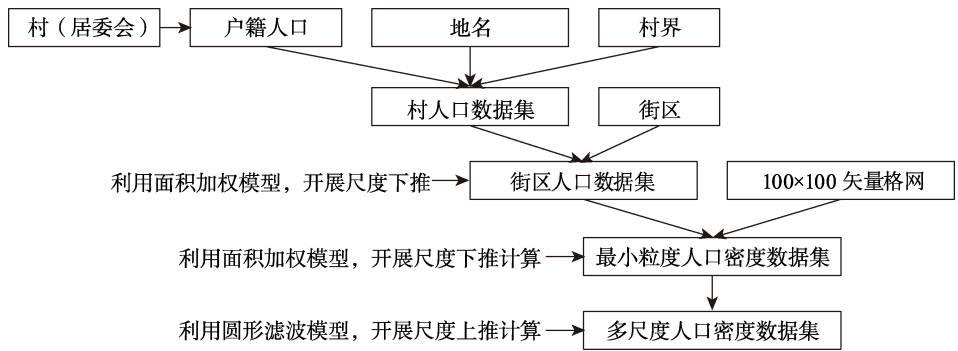 村（居委会）
户籍人口
地名
村界
村人口数据集
街区
利用面积加权模型，开展尺度下推
街区人口数据集
100×100 矢量格网
利用面积加权模型，开展尺度下推计算
最小粒度人口密度数据集
利用圆形滤波模型，开展尺度上推计算
多尺度人口密度数据集